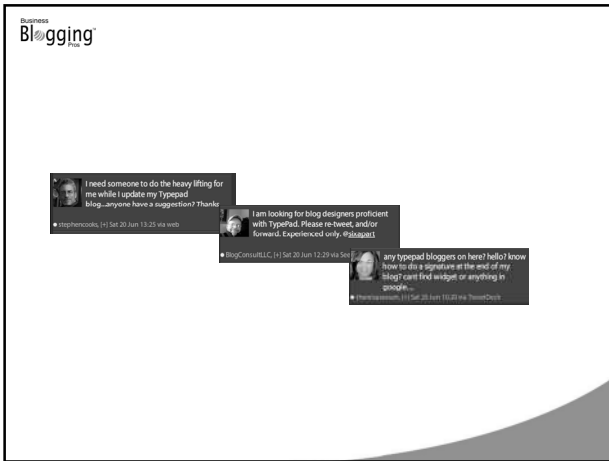 Business
Blogging™
Pros
I need someone to do the heavy lifting for
me while I update my Typepad
blog...anyone have a suggestion? Thanks
stephencooks, [+] Sat 20 Jun 13:25 via web
I am looking for blog designers proficient
with TypePad. Please re-tweet, and/or
forward. Experienced only. @sixapart
BlogConsultLLC, [+] Sat 20 Jun 12:29 via
any typepad bloggers on here? hello? know
how to do a signature at the end of my
blog? cant find widget or anything in
google...
[+] Sat 20 Jun via TweetDeck